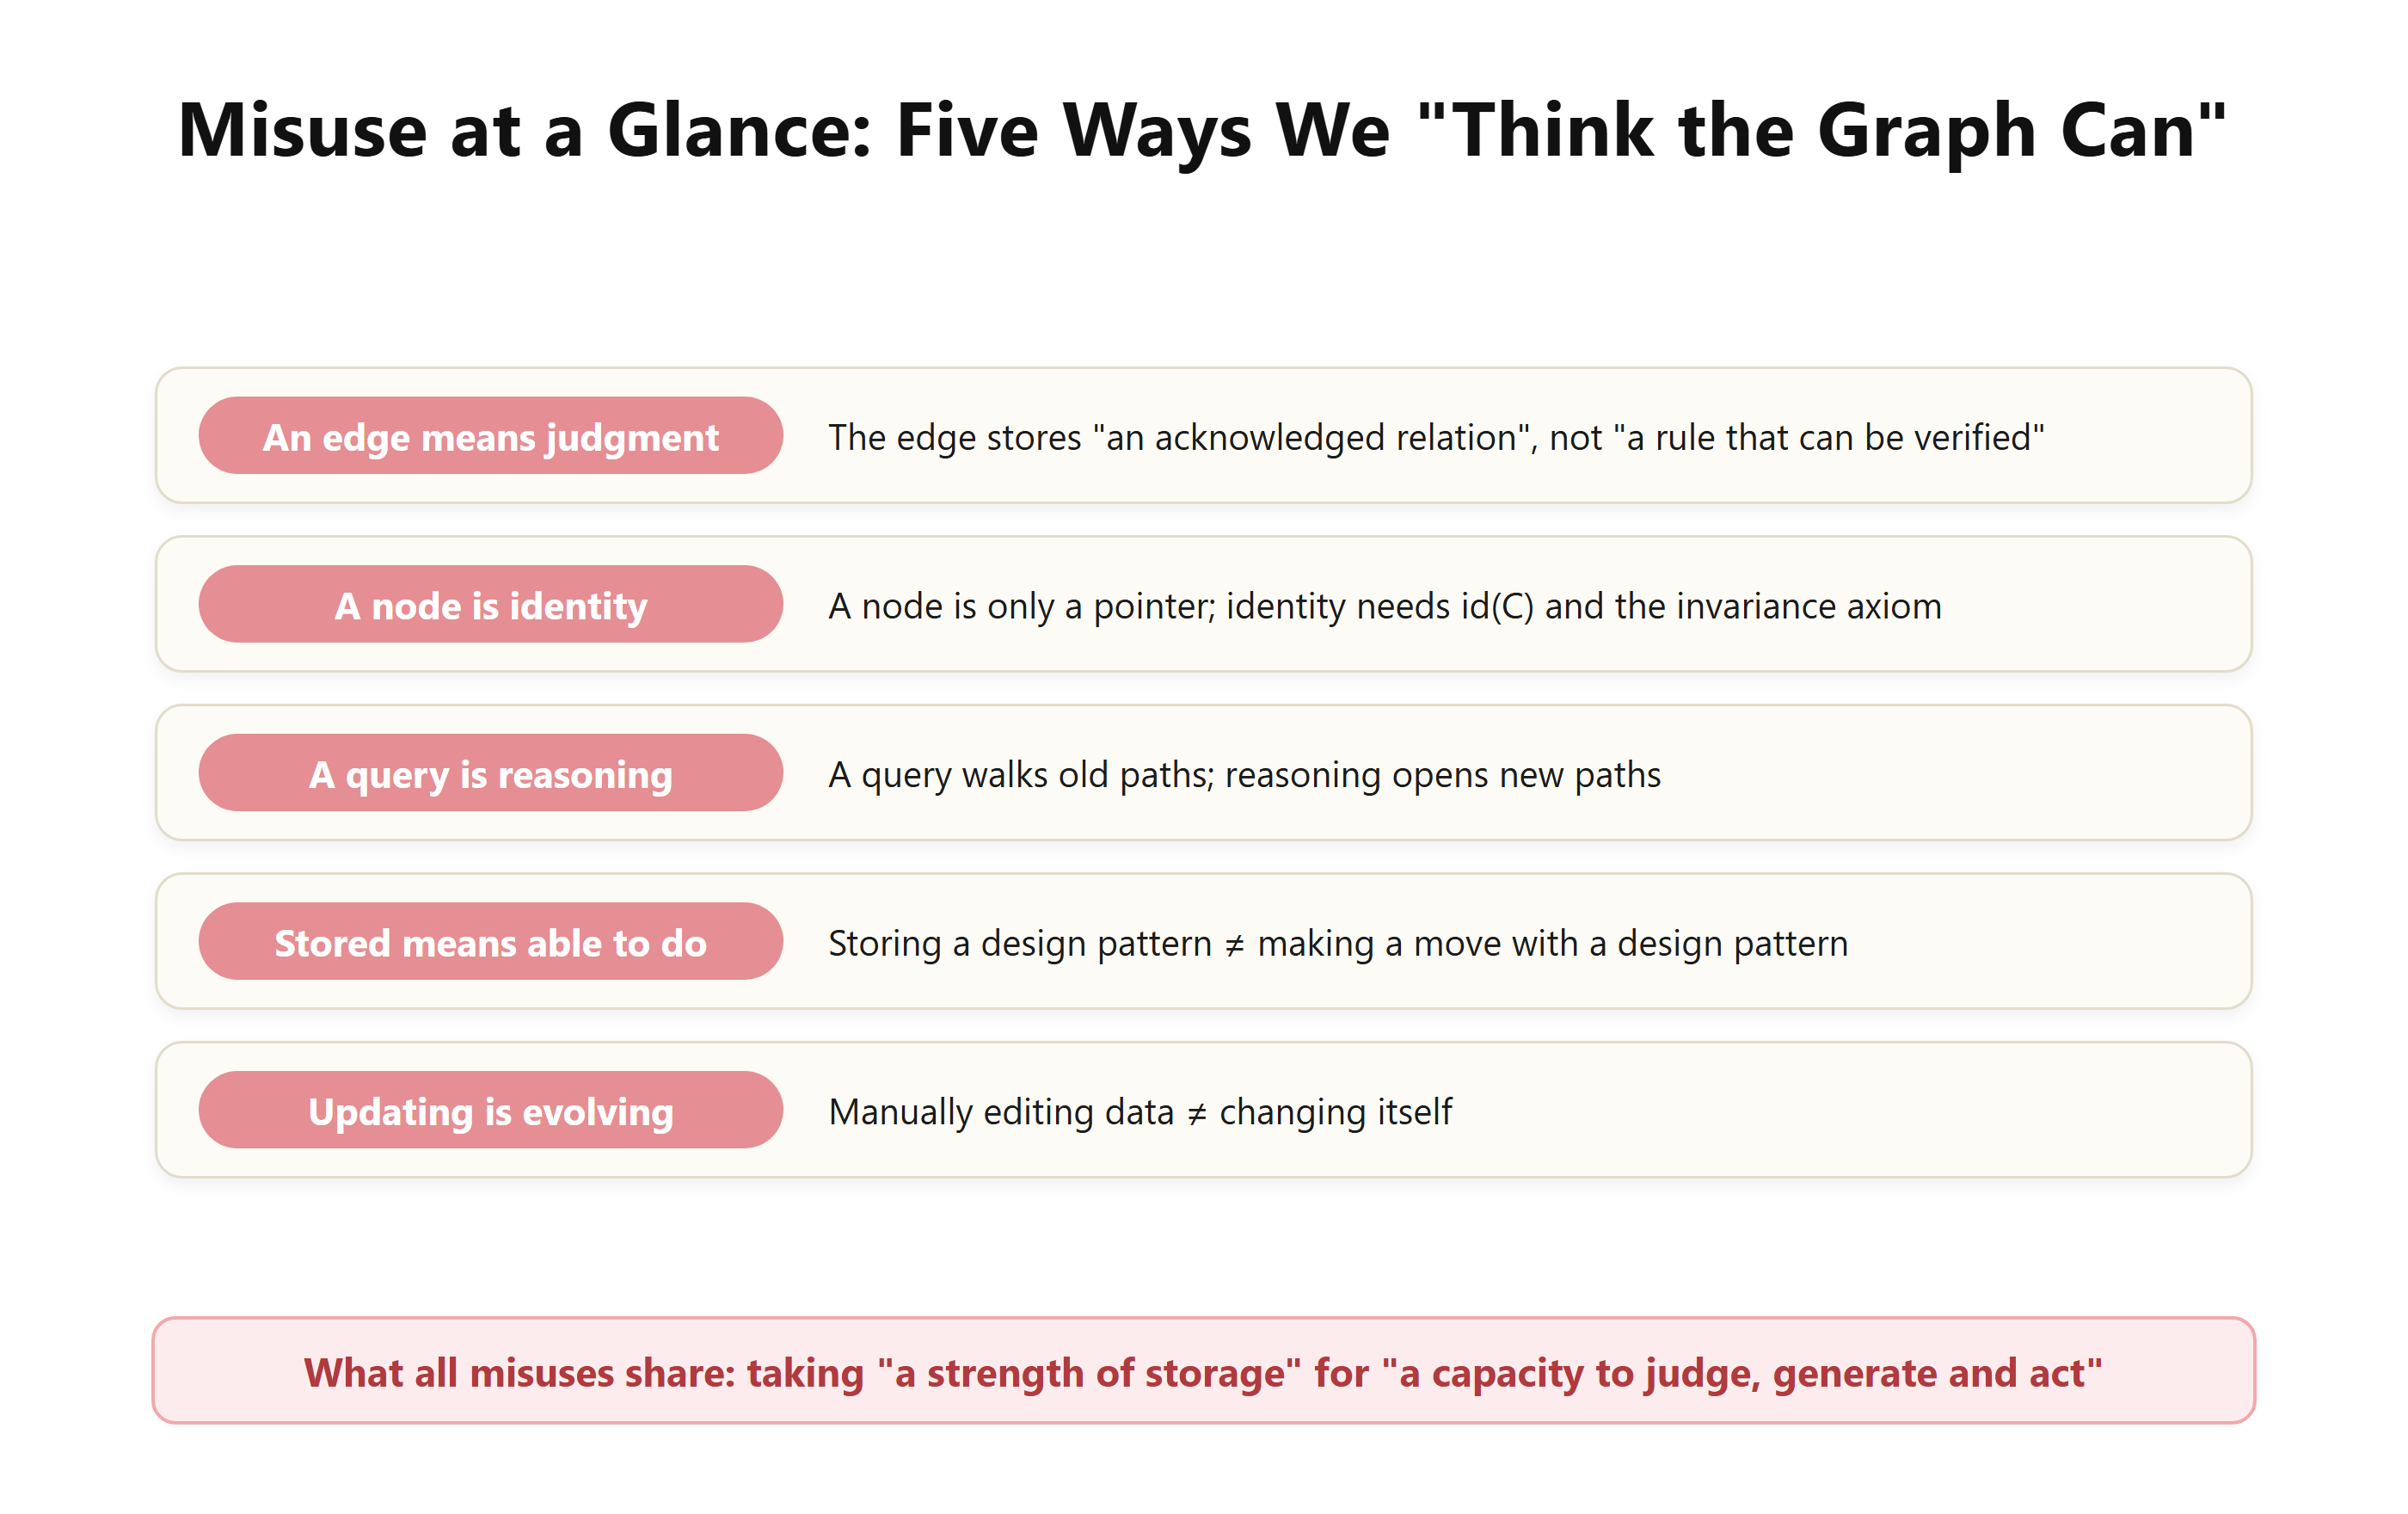 Misuse at a Glance: Five Ways We "Think the Graph Can"
An edge means judgment
The edge stores "an acknowledged relation", not "a rule that can be verified"
A node is identity
A node is only a pointer; identity needs id(C) and the invariance axiom
A query is reasoning
A query walks old paths; reasoning opens new paths
Stored means able to do
Storing a design pattern ≠ making a move with a design pattern
Updating is evolving
Manually editing data ≠ changing itself
What all misuses share: taking "a strength of storage" for "a capacity to judge, generate and act"